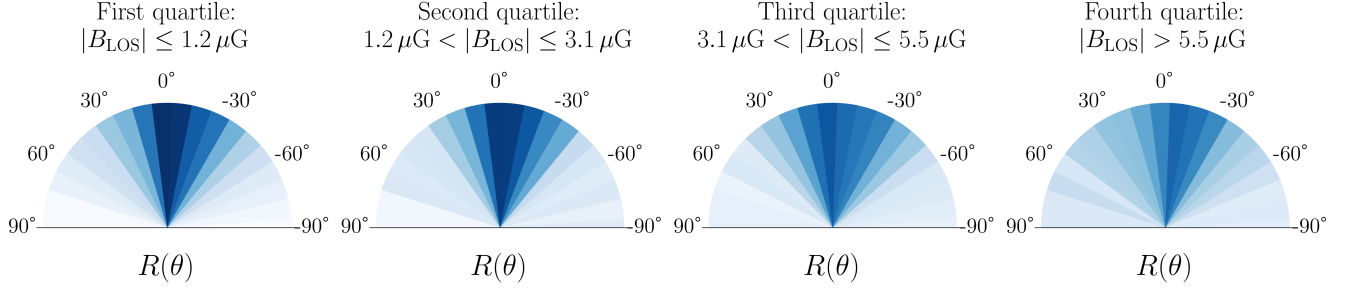 First quartile:
|B_LOS| ≤ 1.2 μG
0°
30°
-30°
60°
-60°
90°
-90°
R(θ)
Second quartile:
1.2 μG < |B_LOS| ≤ 3.1 μG
0°
30°
-30°
60°
-60°
90°
-90°
R(θ)
Third quartile:
3.1 μG < |B_LOS| ≤ 5.5 μG
0°
30°
-30°
60°
-60°
90°
-90°
R(θ)
Fourth quartile:
|B_LOS| > 5.5 μG
0°
30°
-30°
60°
-60°
90°
-90°
R(θ)